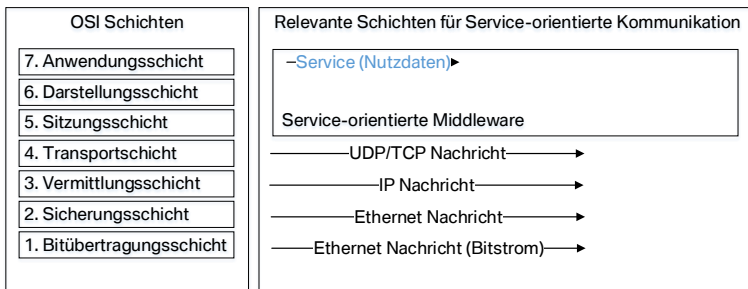 OSI Schichten
7. Anwendungsschicht
6. Darstellungsschicht
5. Sitzungsschicht
4. Transportschicht
3. Vermittlungsschicht
2. Sicherungsschicht
1. Bitübertragungsschicht
Relevante Schichten für Service-orientierte Kommunikation
Service (Nutzdaten)
Service-orientierte Middleware
UDP/TCP Nachricht
IP Nachricht
Ethernet Nachricht
Ethernet Nachricht (Bitstrom)